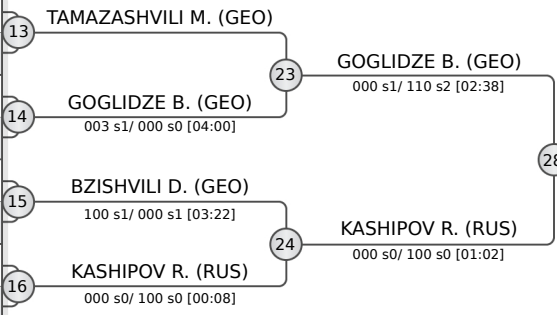 13
TAMAZASHVILI M. (GEO)
23
GOGLIDZE B. (GEO)
000 s1/ 110 s2 [02:38]
14
GOGLIDZE B. (GEO)
003 s1/ 000 s0 [04:00]
28
15
BZISHVILI D. (GEO)
100 s1/ 000 s1 [03:22]
24
KASHIPOV R. (RUS)
000 s0/ 100 s0 [01:02]
16
KASHIPOV R. (RUS)
000 s0/ 100 s0 [00:08]